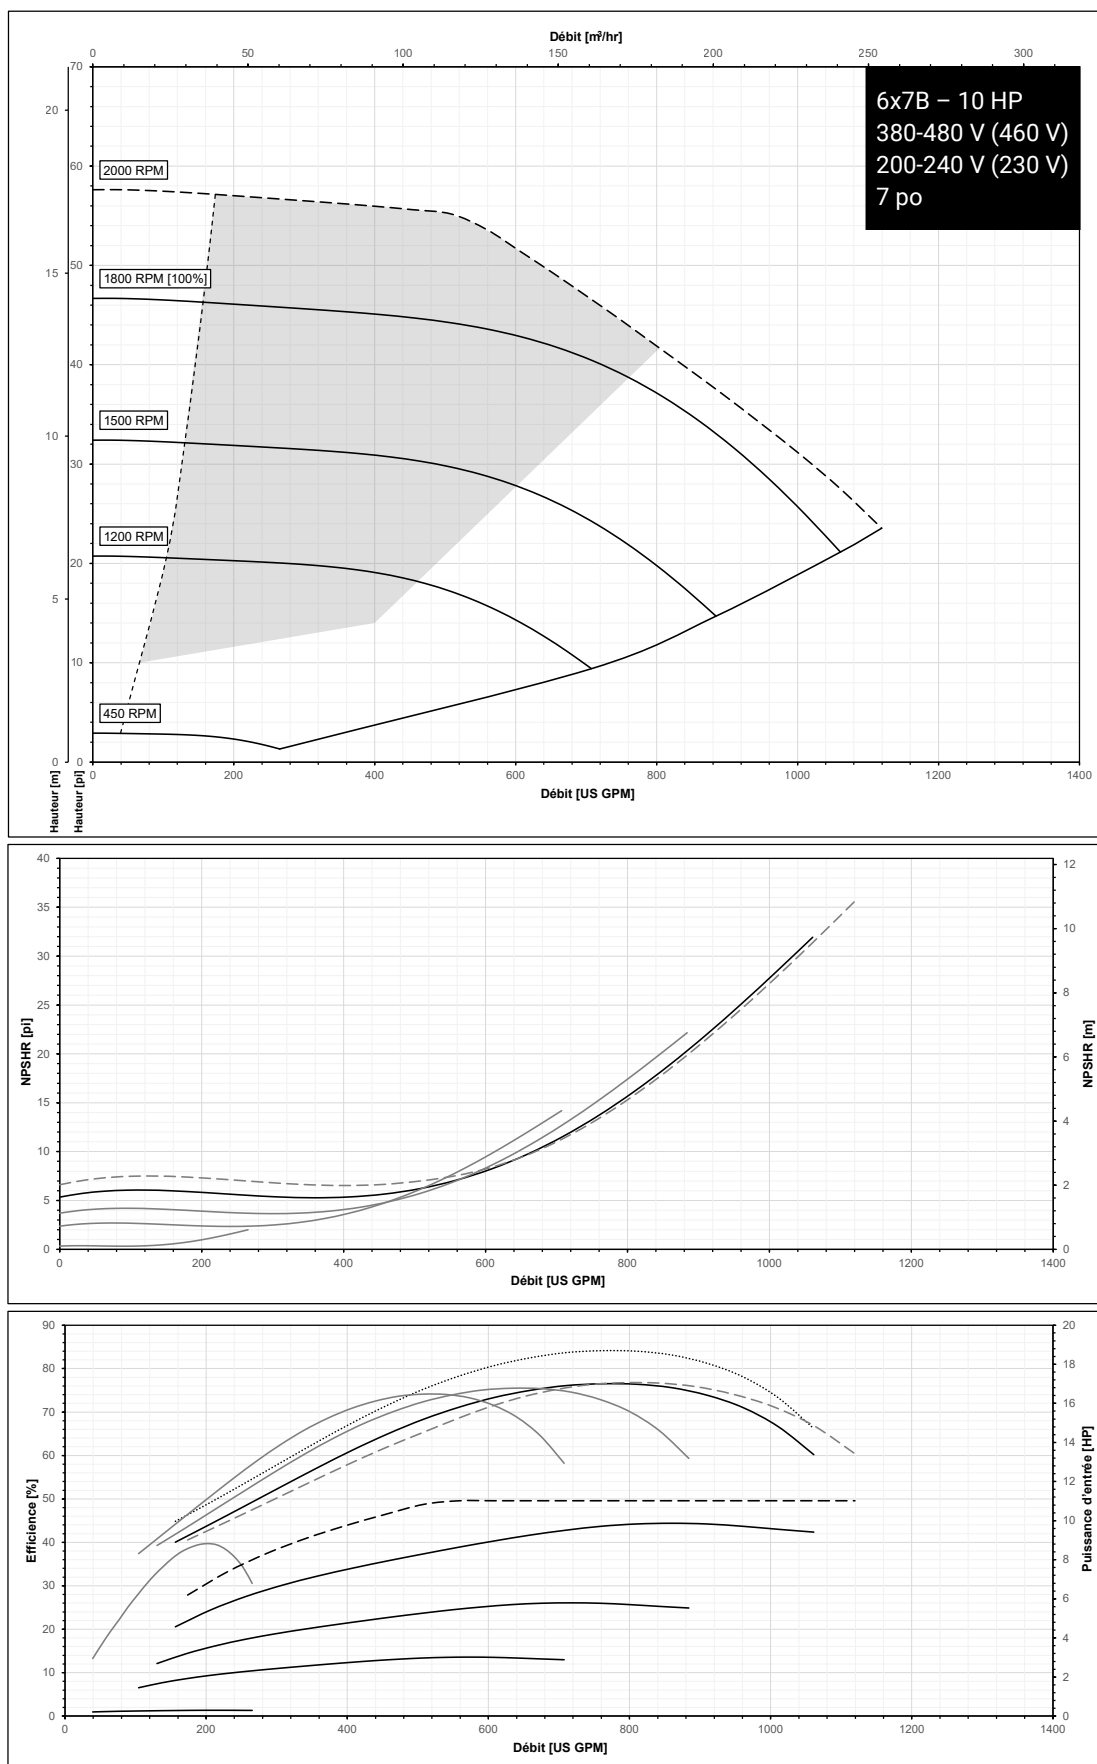 Débit [m³/hr]
0 50 100 150 200 250 300
6x7B – 10 HP
380-480 V (460 V)
200-240 V (230 V)
7 po
20
15
10
5
0
Hauteur [m]
70
60
50
40
30
20
10
0
Hauteur [pi]
2000 RPM
1800 RPM [100%]
1500 RPM
1200 RPM
450 RPM
0 200 400 600 800 1000 1200 1400
Débit [US GPM]
NPSHR [pi]
40
35
30
25
20
15
10
5
0
12
10
8
6
4
2
0
NPSHR [m]
0 200 400 600 800 1000 1200 1400
Débit [US GPM]
Efficience [%]
90
80
70
60
50
40
30
20
10
0
20
18
16
14
12
10
8
6
4
2
0
Puissance d'entrée [HP]
0 200 400 600 800 1000 1200 1400
Débit [US GPM]